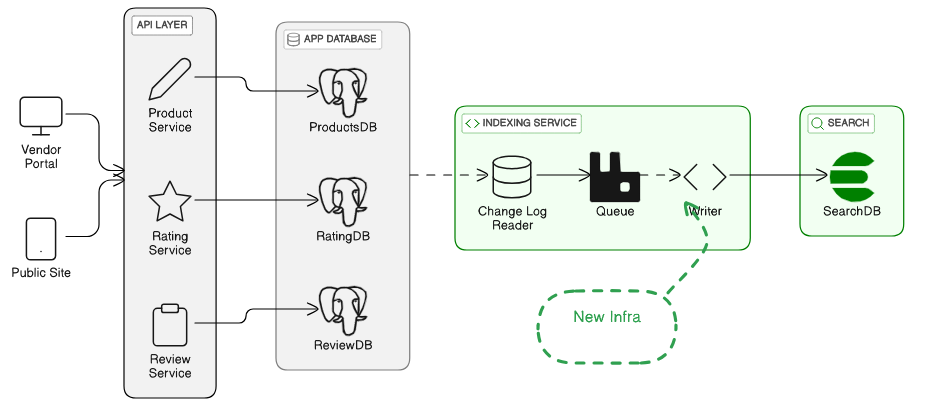 API LAYER
APP DATABASE
Product
Service
ProductsDB
Vendor
Portal
INDEXING SERVICE
SEARCH
Change Log
Reader
Queue
Writer
SearchDB
Rating
Service
RatingDB
Public Site
New Infra
Review
Service
ReviewDB